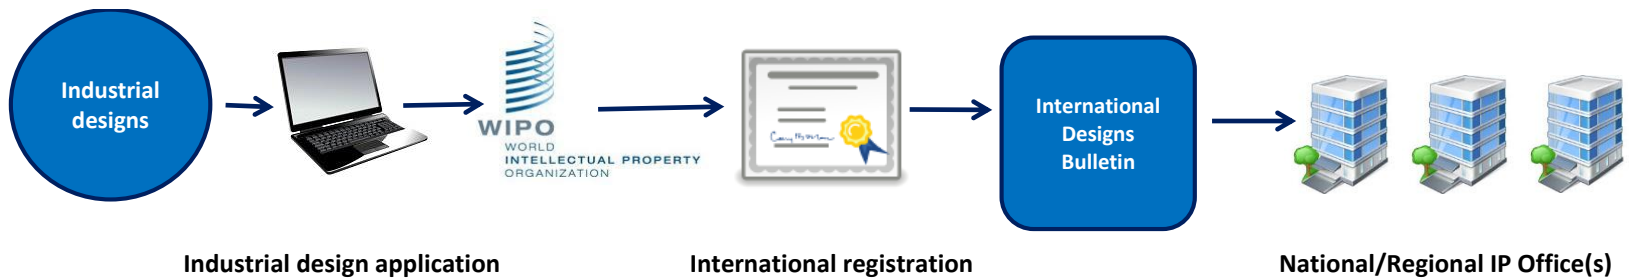 Industrial
designs
WIPO
WORLD
INTELLECTUAL PROPERTY
ORGANIZATION
International
Designs
Bulletin
Industrial design application
International registration
National/Regional IP Office(s)